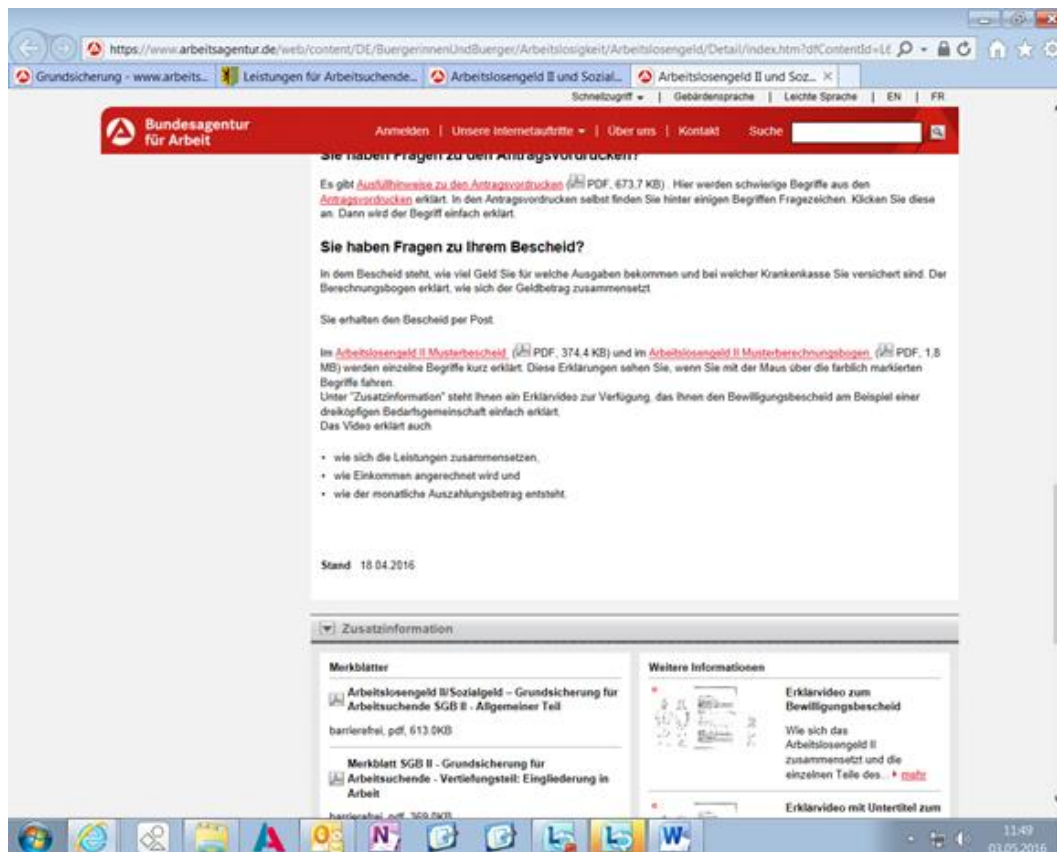 https://www.arbeitsagentur.de/web/content/DE/BuergerinnenUndBuerger/Arbeitslosigkeit/Arbeitslosengeld/Detail/index.htm?dfContentId=L6
Grundsicherung - www.arbeits...
Leistungen für Arbeitsuchende...
Arbeitslosengeld II und Sozial...
Arbeitslosengeld II und Soz...
Schnellzugriff | Gebärdensprache | Leichte Sprache | EN | FR
Bundesagentur
für Arbeit
Anmelden | Unsere Internetauftritte | Über uns | Kontakt Suche
Sie haben Fragen zu den Antragsvordrucken?
Es gibt Ausfüllhinweise zu den Antragsvordrucken (PDF, 673.7 KB) . Hier werden schwierige Begriffe aus den
Antragsvordrucken erklärt. In den Antragsvordrucken selbst finden Sie hinter einigen Begriffen Fragezeichen. Klicken Sie diese
an. Dann wird der Begriff einfach erklärt.
Sie haben Fragen zu Ihrem Bescheid?
In dem Bescheid steht, wie viel Geld Sie für welche Ausgaben bekommen und bei welcher Krankenkasse Sie versichert sind. Der
Berechnungsbogen erklärt, wie sich der Geldbetrag zusammensetzt.
Sie erhalten den Bescheid per Post.
Im Arbeitslosengeld II Musterbescheid (PDF, 374.4 KB) und im Arbeitslosengeld II Musterberechnungsbogen (PDF, 1,8
MB) werden einzelne Begriffe kurz erklärt. Diese Erklärungen sehen Sie, wenn Sie mit der Maus über die farblich markierten
Begriffe fahren.
Unter "Zusatzinformation" steht Ihnen ein Erklärvideo zur Verfügung, das Ihnen den Bewilligungsbescheid am Beispiel einer
dreiköpfigen Bedarfsgemeinschaft einfach erklärt.
Das Video erklärt auch
• wie sich die Leistungen zusammensetzen,
• wie Einkommen angerechnet wird und
• wie der monatliche Auszahlungsbetrag entsteht.
Stand 18.04.2016
Zusatzinformation
Merkblätter
Arbeitslosengeld II/Sozialgeld – Grundsicherung für
Arbeitsuchende SGB II - Allgemeiner Teil
barrierefrei, pdf, 613.0KB
Merkblatt SGB II - Grundsicherung für
Arbeitsuchende - Vertiefungsteil: Eingliederung in
Arbeit
barrierefrei, pdf, 369.0KB
Weitere Informationen
Erklärvideo zum
Bewilligungsbescheid
Wie sich das
Arbeitslosengeld II
zusammensetzt und die
einzelnen Teile des... mehr
Erklärvideo mit Untertitel zum
11:49
03.05.2016